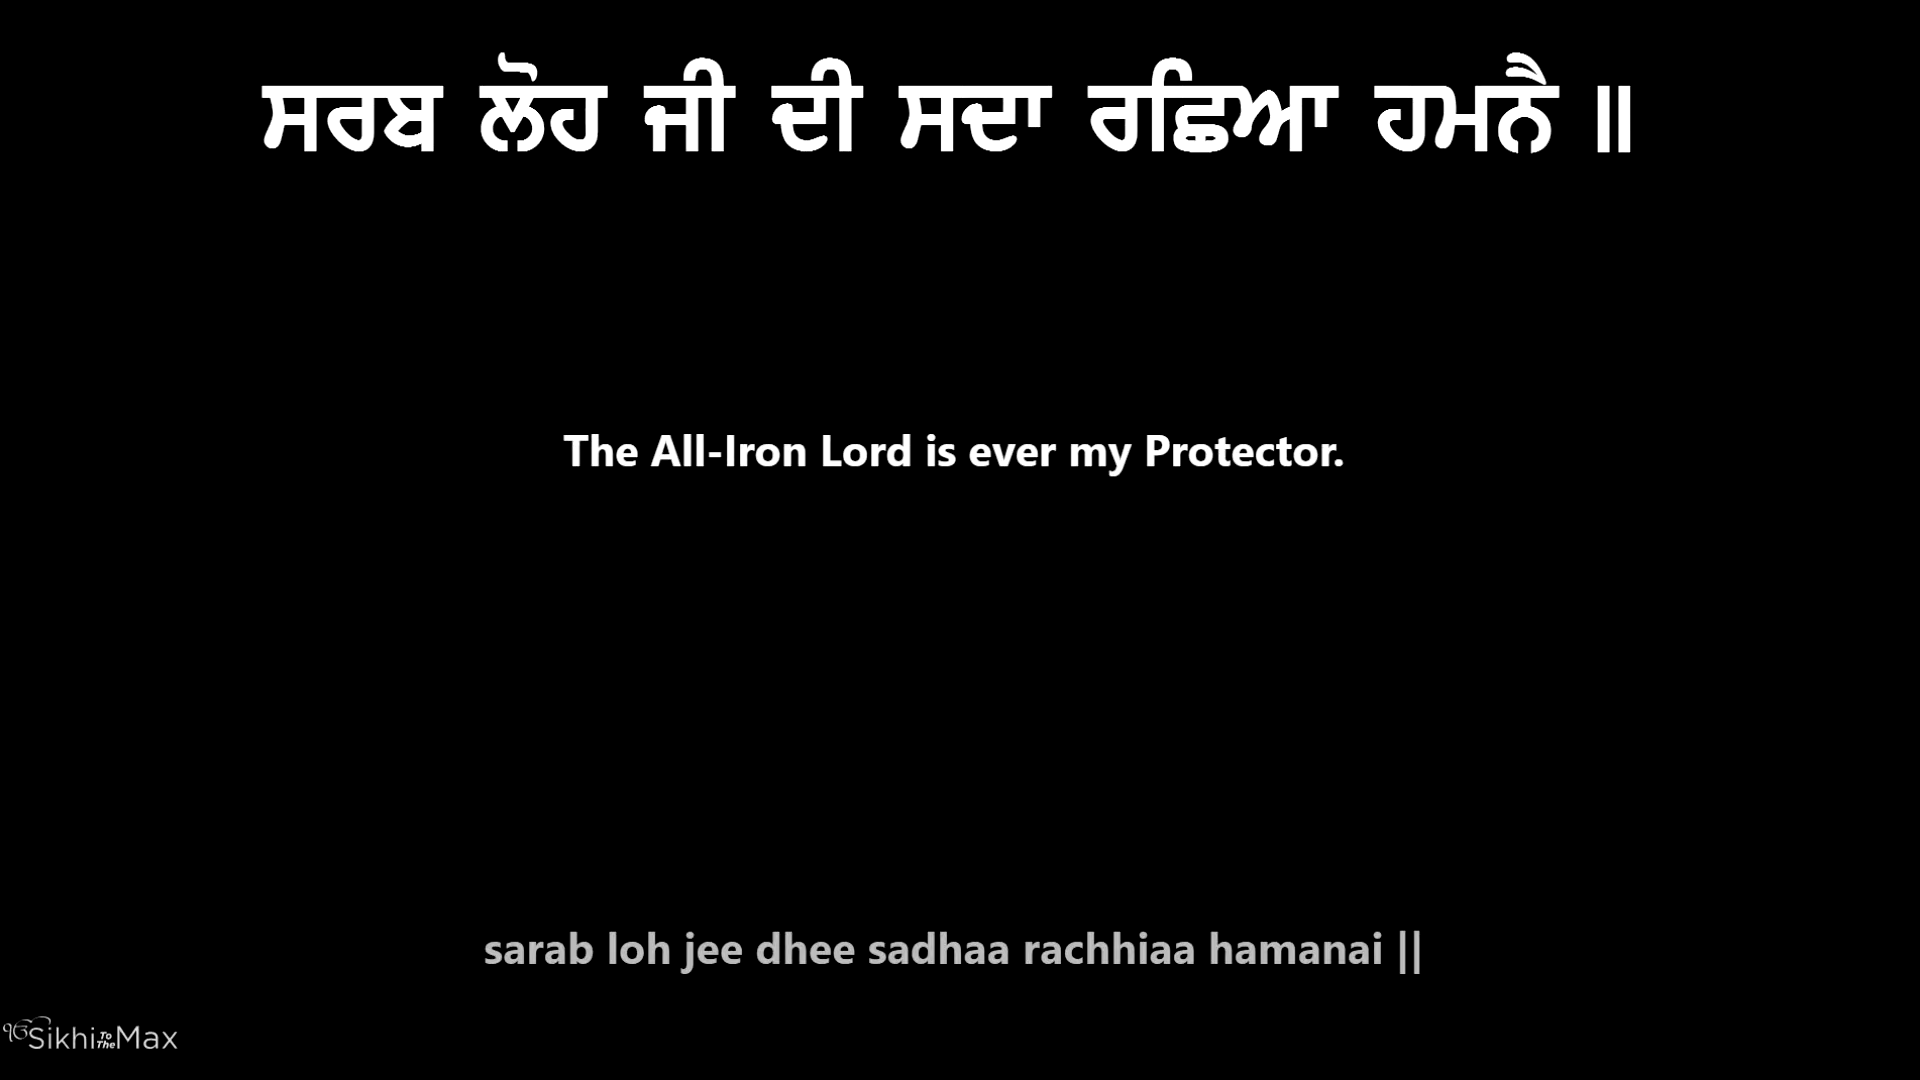 ਸਰਬ ਲੋਹ ਜੀ ਦੀ ਸਦਾ ਰਛਿਆ ਹਮਨੈ ॥
The All-Iron Lord is ever my Protector.
sarab loh jee dhee sadhaa rachhiaa hamanai ||
ੴSikhiToTheMax